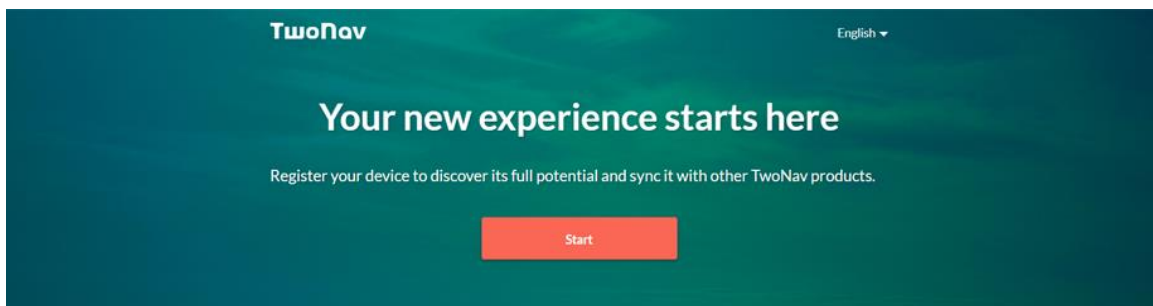 TwoNav
English
Your new experience starts here
Register your device to discover its full potential and sync it with other TwoNav products.
Start